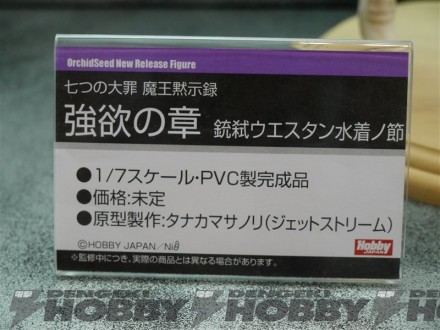 OrchidSeed New Release Figure
七つの大罪 魔王黙示録
強欲の章 銃弑ウエスタン水着ノ節
●1/7スケール・PVC製完成品
●価格:未定
●原型製作:タナカマサノリ(ジェットストリーム)
©HOBBY JAPAN/Niθ
Hobby JAPAN
※監修中につき、実際の商品とは異なる場合があります。
DENGEKI HOBBY DENGEKI HOBBY DENGEKI HOBBY